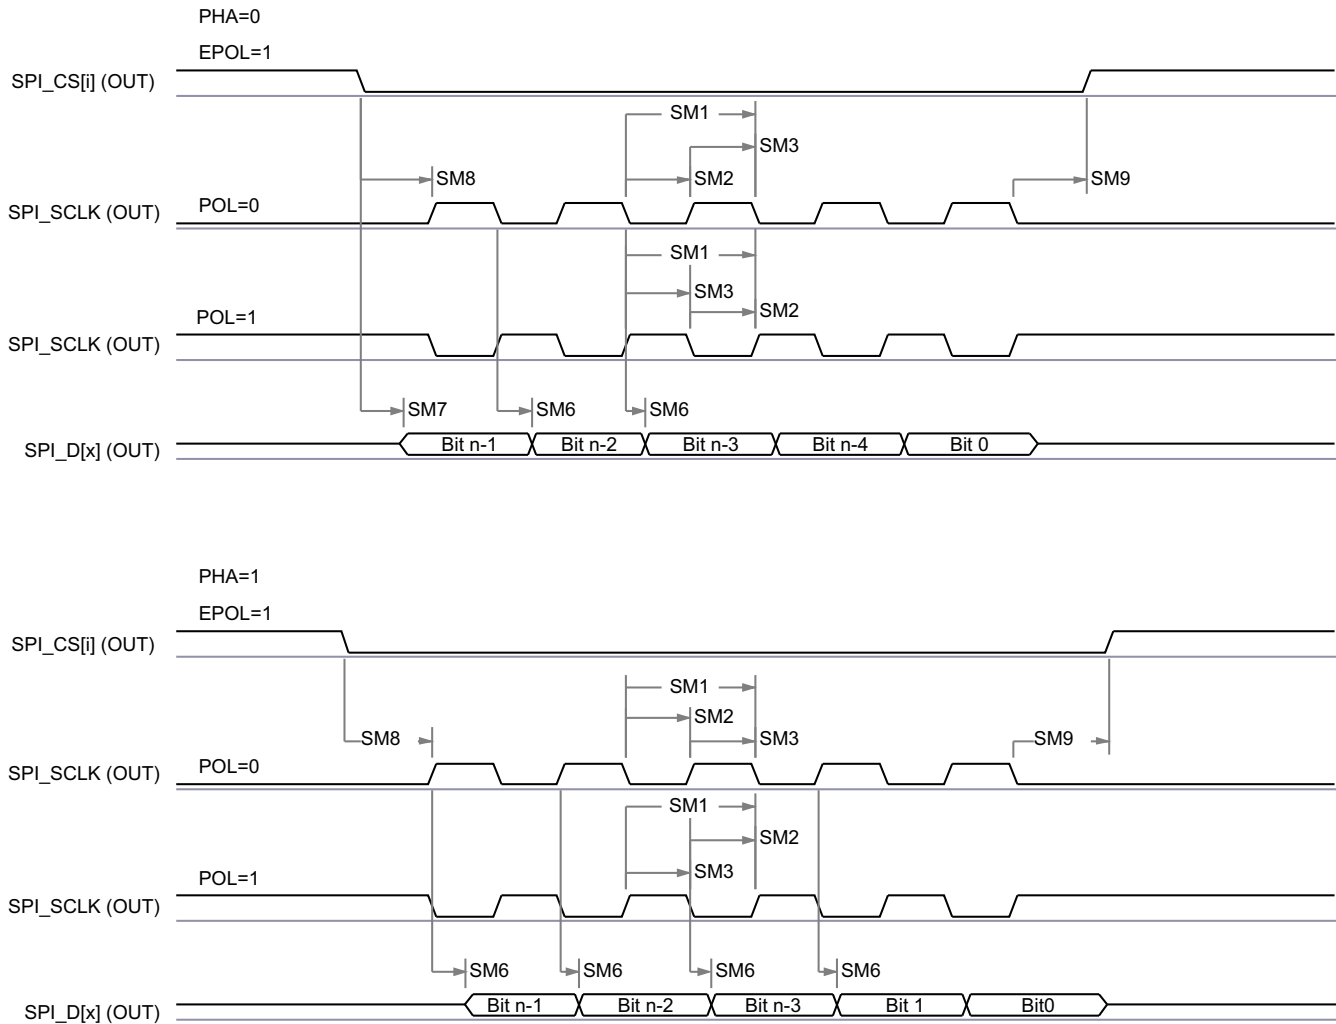 PHA=0
EPOL=1
SPI_CS[i] (OUT)
SM1
SM3
SM8
SM2
SM9
SPI_SCLK (OUT)
POL=0
SM1
SM3
SM2
POL=1
SPI_SCLK (OUT)
SM7
SM6
SM6
SPI_D[x] (OUT)
Bit n-1
Bit n-2
Bit n-3
Bit n-4
Bit 0
PHA=1
EPOL=1
SPI_CS[i] (OUT)
SM1
SM2
SM8
SM3
SM9
SPI_SCLK (OUT)
POL=0
SM1
SM2
SM3
POL=1
SPI_SCLK (OUT)
SM6
SM6
SM6
SM6
SPI_D[x] (OUT)
Bit n-1
Bit n-2
Bit n-3
Bit 1
Bit0